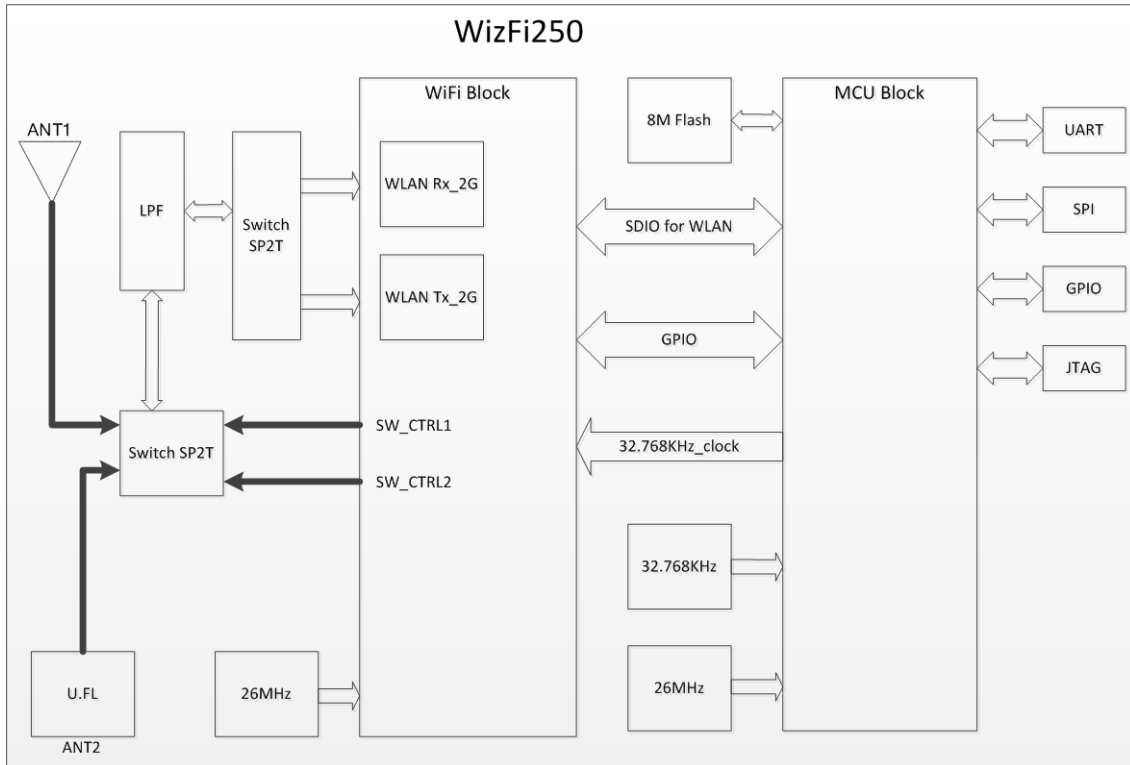 WizFi250
WiFi Block
MCU Block
ANT1
LPF
Switch
SP2T
WLAN Rx_2G
WLAN Tx_2G
8M Flash
SDIO for WLAN
GPIO
32.768KHz_clock
UART
SPI
GPIO
JTAG
Switch SP2T
SW_CTRL1
SW_CTRL2
32.768KHz
U.FL
ANT2
26MHz
26MHz